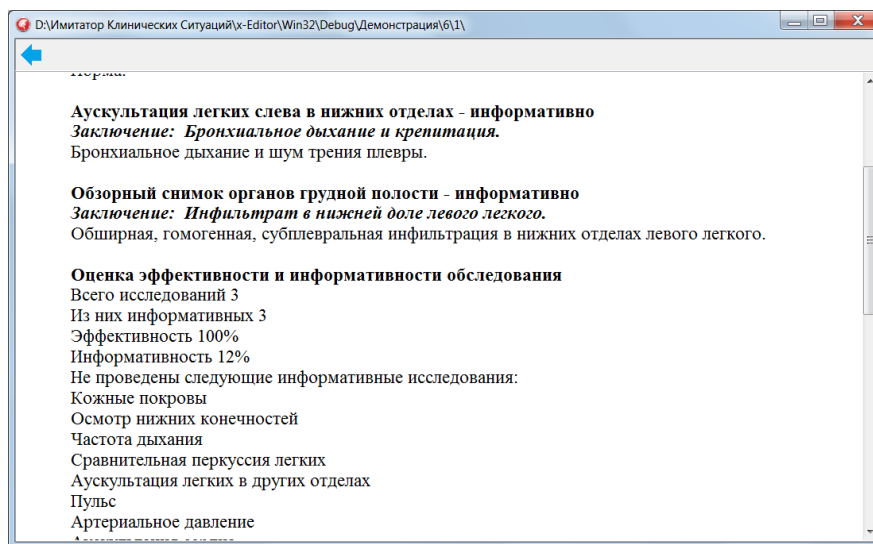 D:\Имитатор Клинических Ситуаций\x-Editor\Win32\Debug\Демонстрация\6\1\
Норма.
Аускультация легких слева в нижних отделах - информативно
Заключение: Бронхиальное дыхание и крепитация.
Бронхиальное дыхание и шум трения плевры.
Обзорный снимок органов грудной полости - информативно
Заключение: Инфильтрат в нижней доле левого легкого.
Обширная, гомогенная, субплевральная инфильтрация в нижних отделах левого легкого.
Оценка эффективности и информативности обследования
Всего исследований 3
Из них информативных 3
Эффективность 100%
Информативность 12%
Не проведены следующие информативные исследования:
Кожные покровы
Осмотр нижних конечностей
Частота дыхания
Сравнительная перкуссия легких
Аускультация легких в других отделах
Пульс
Артериальное давление